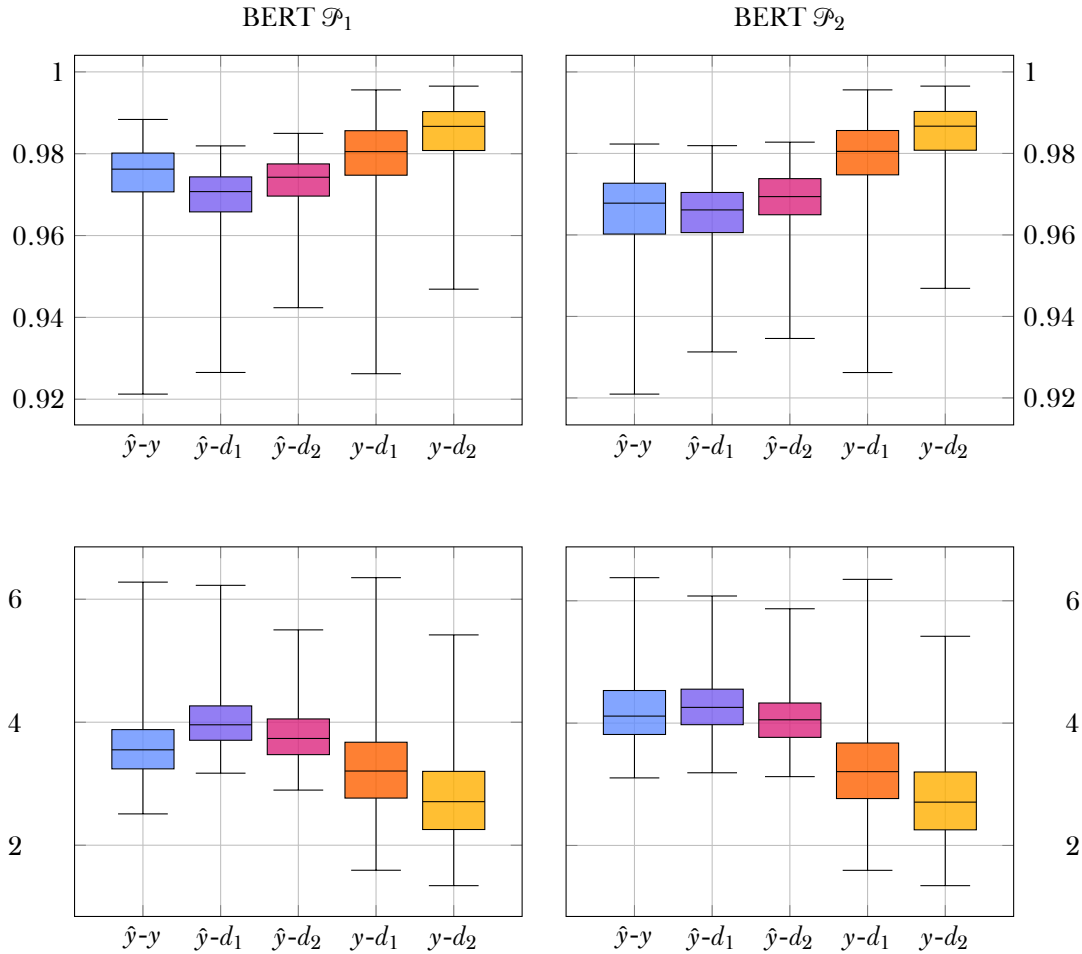 BERT 𝒫₁ BERT 𝒫₂
1 1
0.98 0.98
0.96 0.96
0.94 0.94
0.92 0.92
ŷ-y ŷ-d₁ ŷ-d₂ y-d₁ y-d₂ ŷ-y ŷ-d₁ ŷ-d₂ y-d₁ y-d₂
6 6
4 4
2 2
ŷ-y ŷ-d₁ ŷ-d₂ y-d₁ y-d₂ ŷ-y ŷ-d₁ ŷ-d₂ y-d₁ y-d₂